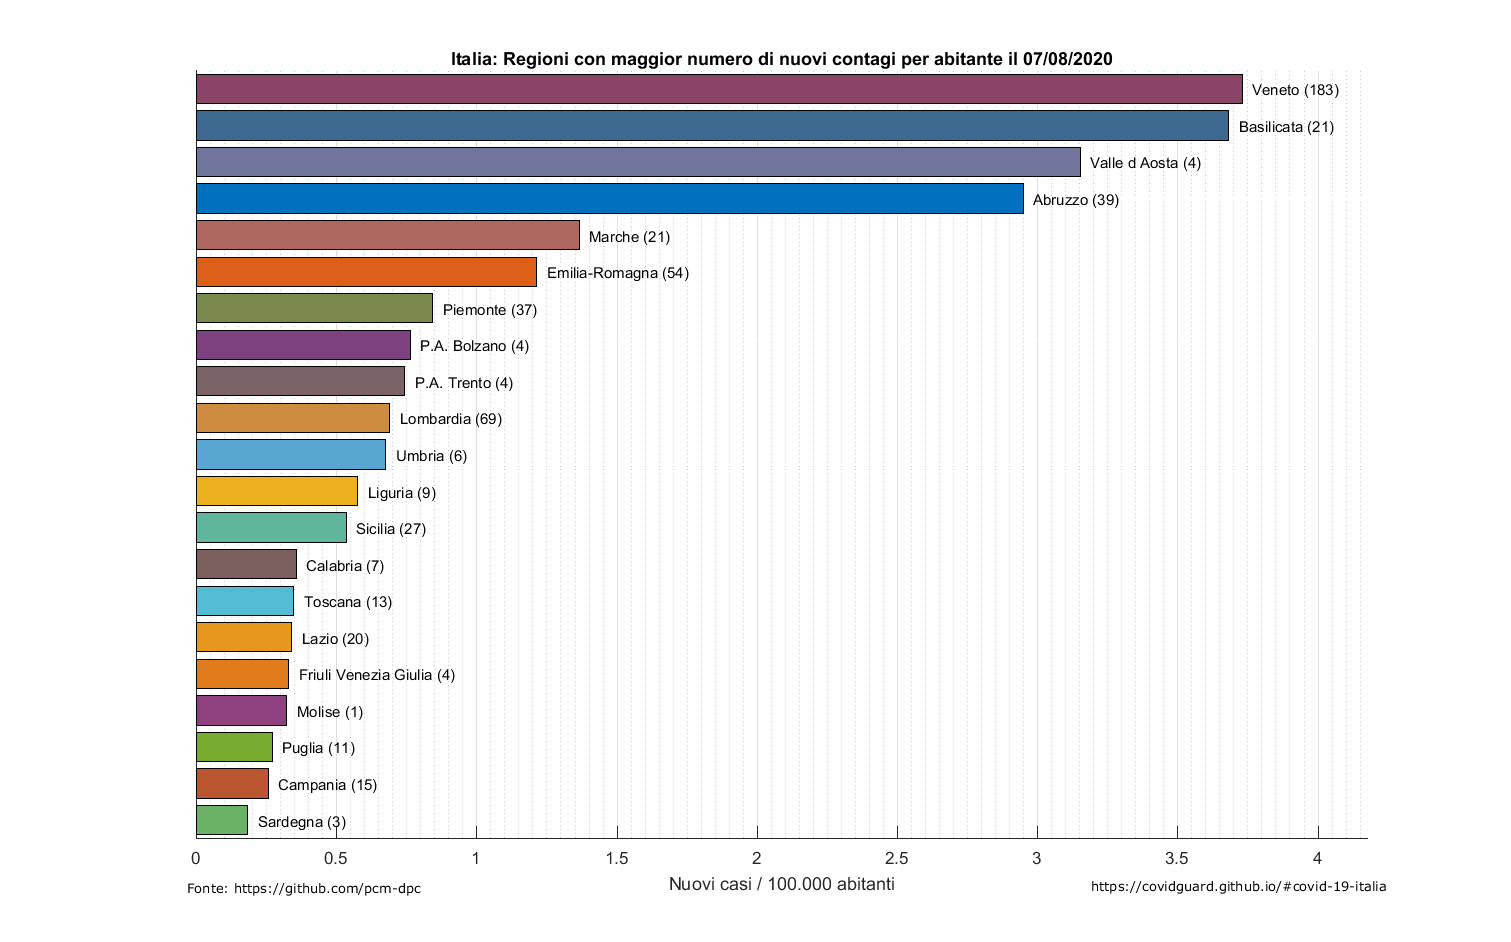 Italia: Regioni con maggior numero di nuovi contagi per abitante il 07/08/2020
Veneto (183)
Basilicata (21)
Valle d Aosta (4)
Abruzzo (39)
Marche (21)
Emilia-Romagna (54)
Piemonte (37)
P.A. Bolzano (4)
P.A. Trento (4)
Lombardia (69)
Umbria (6)
Liguria (9)
Sicilia (27)
Calabria (7)
Toscana (13)
Lazio (20)
Friuli Venezia Giulia (4)
Molise (1)
Puglia (11)
Campania (15)
Sardegna (3)
0 0.5 1 1.5 2 2.5 3 3.5 4
Nuovi casi / 100.000 abitanti
Fonte: https://github.com/pcm-dpc
https://covidguard.github.io/#covid-19-italia